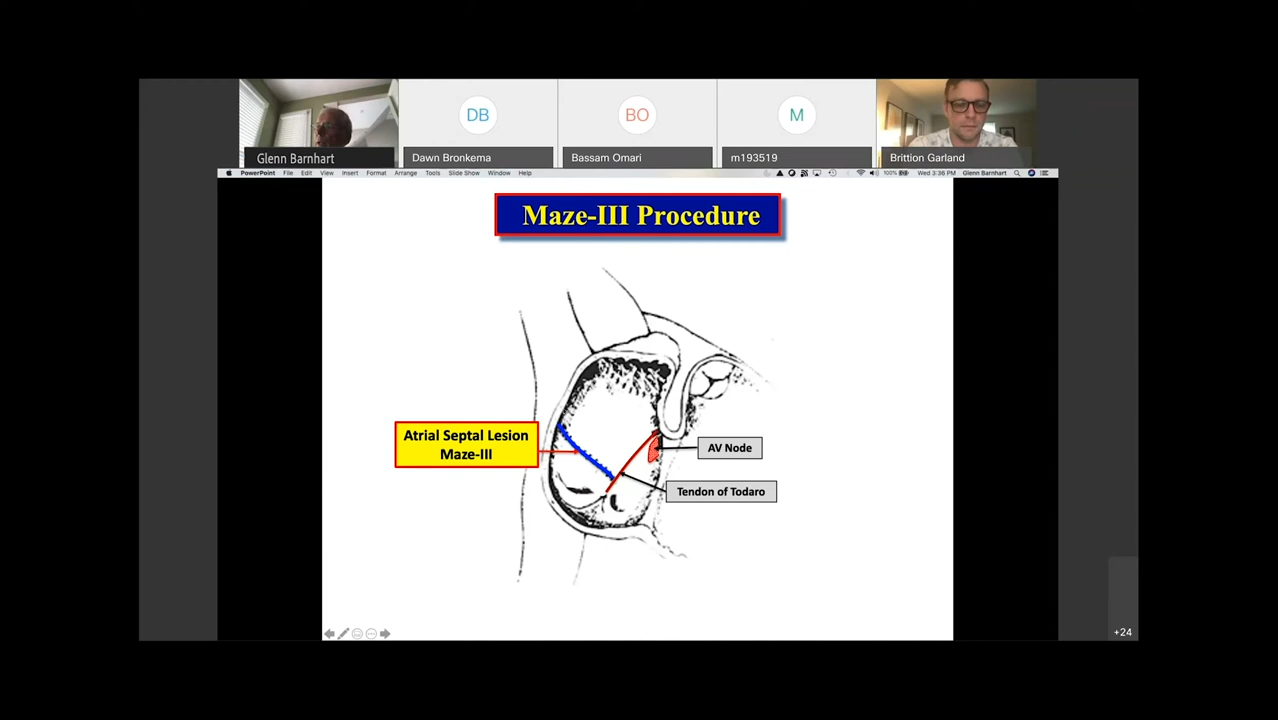 DB
BO
M
Glenn Barnhart
Dawn Bronkema
Bassam Omari
m193519
Brittion Garland
PowerPoint File Edit View Insert Format Arrange Tools Slide Show Window Help
100% Wed 3:36 PM Glenn Barnhart
Maze-III Procedure
Atrial Septal Lesion
Maze-III
AV Node
Tendon of Todaro
+24